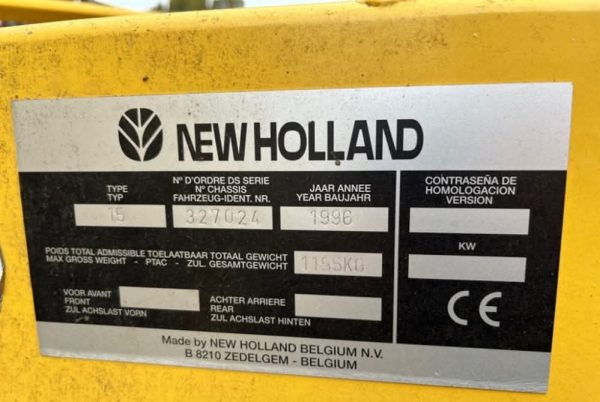 NEW HOLLAND
TYPE
TYP
15
Nº D'ORDRE DS SERIE
Nº CHASSIS
FAHRZEUG-IDENT. NR.
327024
JAAR ANNEE
YEAR BAUJAHR
1996
CONTRASEÑA DE
HOMOLOGACION
VERSION
POIDS TOTAL ADMISSIBLE TOELAATBAAR TOTAAL GEWICHT
MAX GROSS WEIGHT - PTAC - ZUL. GESAMTGEWICHT
1155KG
KW
VOOR AVANT
FRONT
ZUL ACHSLAST VORN
ACHTER ARRIERE
REAR
ZUL ACHSLAST HINTEN
CE
Made by NEW HOLLAND BELGIUM N.V.
B 8210 ZEDELGEM - BELGIUM